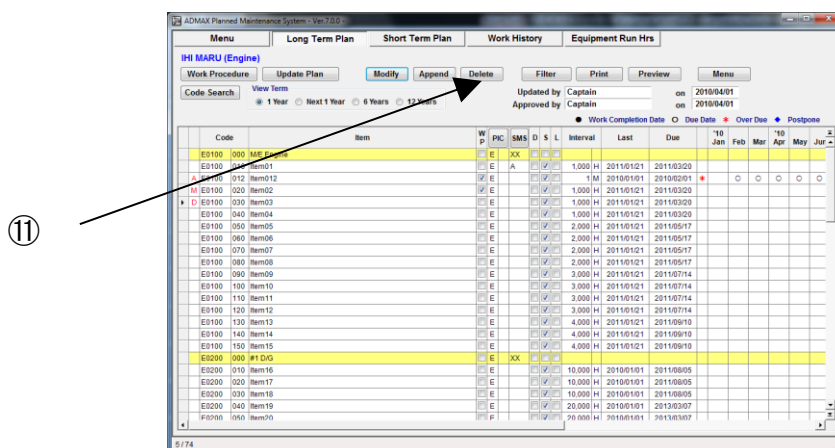 ADMAX Planned Maintenance System - Ver.7.0.0 -
Menu Long Term Plan Short Term Plan Work History Equipment Run Hrs
IHI MARU (Engine)
Work Procedure Update Plan Modify Append Delete Filter Print Preview Menu
Code Search View Term Updated by Captain on 2010/04/01
1 Year Next 1 Year 6 Years 12 Years Approved by Captain on 2010/04/01
● Work Completion Date O Due Date * Over Due ◆ Postpone
Code Item W P PIC SMS D S L Interval Last Due '10 Jan Feb Mar '10 Apr May Jun
E0100 000 M/E Engine E XX
E0100 010 Item01 E A 1,000 H 2011/01/21 2011/03/20
A E0100 012 Item012 E 1 M 2010/01/01 2010/02/01 * O O O O O
M E0100 020 Item02 E 1,000 H 2011/01/21 2011/03/20
D E0100 030 Item03 E 1,000 H 2011/01/21 2011/03/20
E0100 040 Item04 E 1,000 H 2011/01/21 2011/03/20
E0100 050 Item05 E 2,000 H 2011/01/21 2011/05/17
E0100 060 Item06 E 2,000 H 2011/01/21 2011/05/17
E0100 070 Item07 E 2,000 H 2011/01/21 2011/05/17
E0100 080 Item08 E 2,000 H 2011/01/21 2011/05/17
E0100 090 Item09 E 3,000 H 2011/01/21 2011/07/14
E0100 100 Item10 E 3,000 H 2011/01/21 2011/07/14
E0100 110 Item11 E 3,000 H 2011/01/21 2011/07/14
E0100 120 Item12 E 3,000 H 2011/01/21 2011/07/14
E0100 130 Item13 E 4,000 H 2011/01/21 2011/09/10
E0100 140 Item14 E 4,000 H 2011/01/21 2011/09/10
E0100 150 Item15 E 4,000 H 2011/01/21 2011/09/10
E0200 000 #1 D/G E XX
E0200 010 Item16 E 10,000 H 2010/01/01 2011/08/05
E0200 020 Item17 E 10,000 H 2010/01/01 2011/08/05
E0200 030 Item18 E 10,000 H 2010/01/01 2011/08/05
E0200 040 Item19 E 20,000 H 2010/01/01 2013/03/07
E0200 050 Item20 E 20,000 H 2010/01/01 2013/03/07
5 / 74
⑪